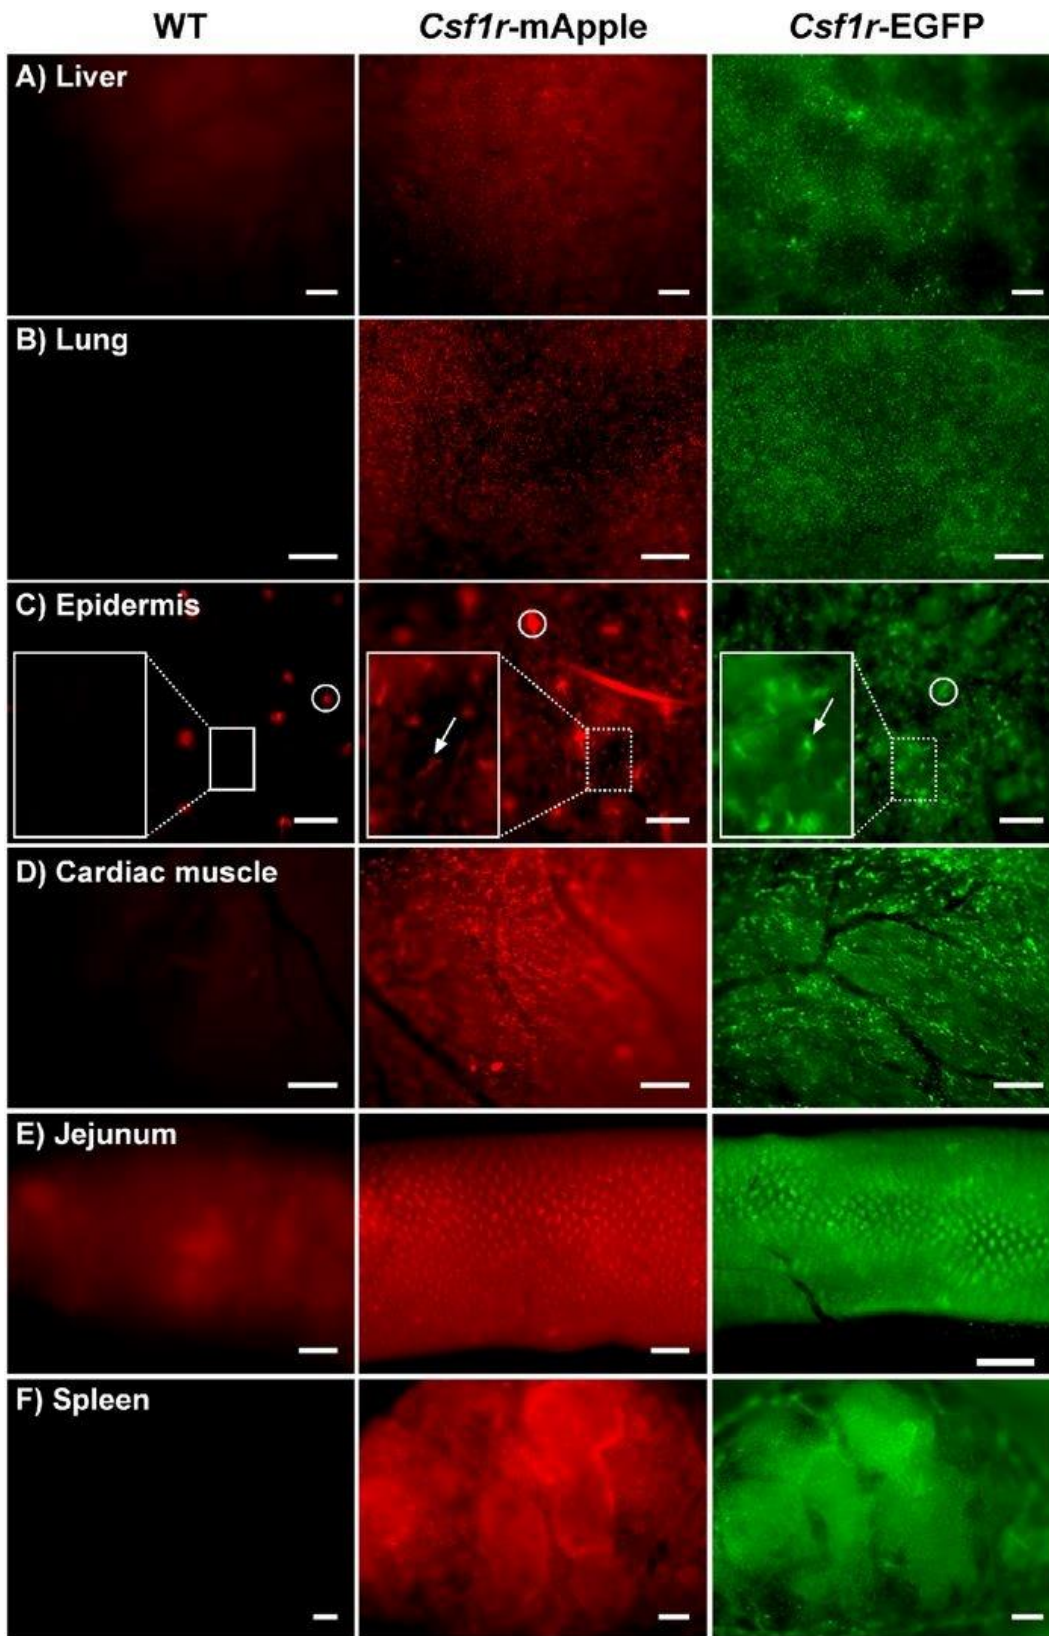 WT Csf1r-mApple Csf1r-EGFP
A) Liver
B) Lung
C) Epidermis
D) Cardiac muscle
E) Jejunum
F) Spleen